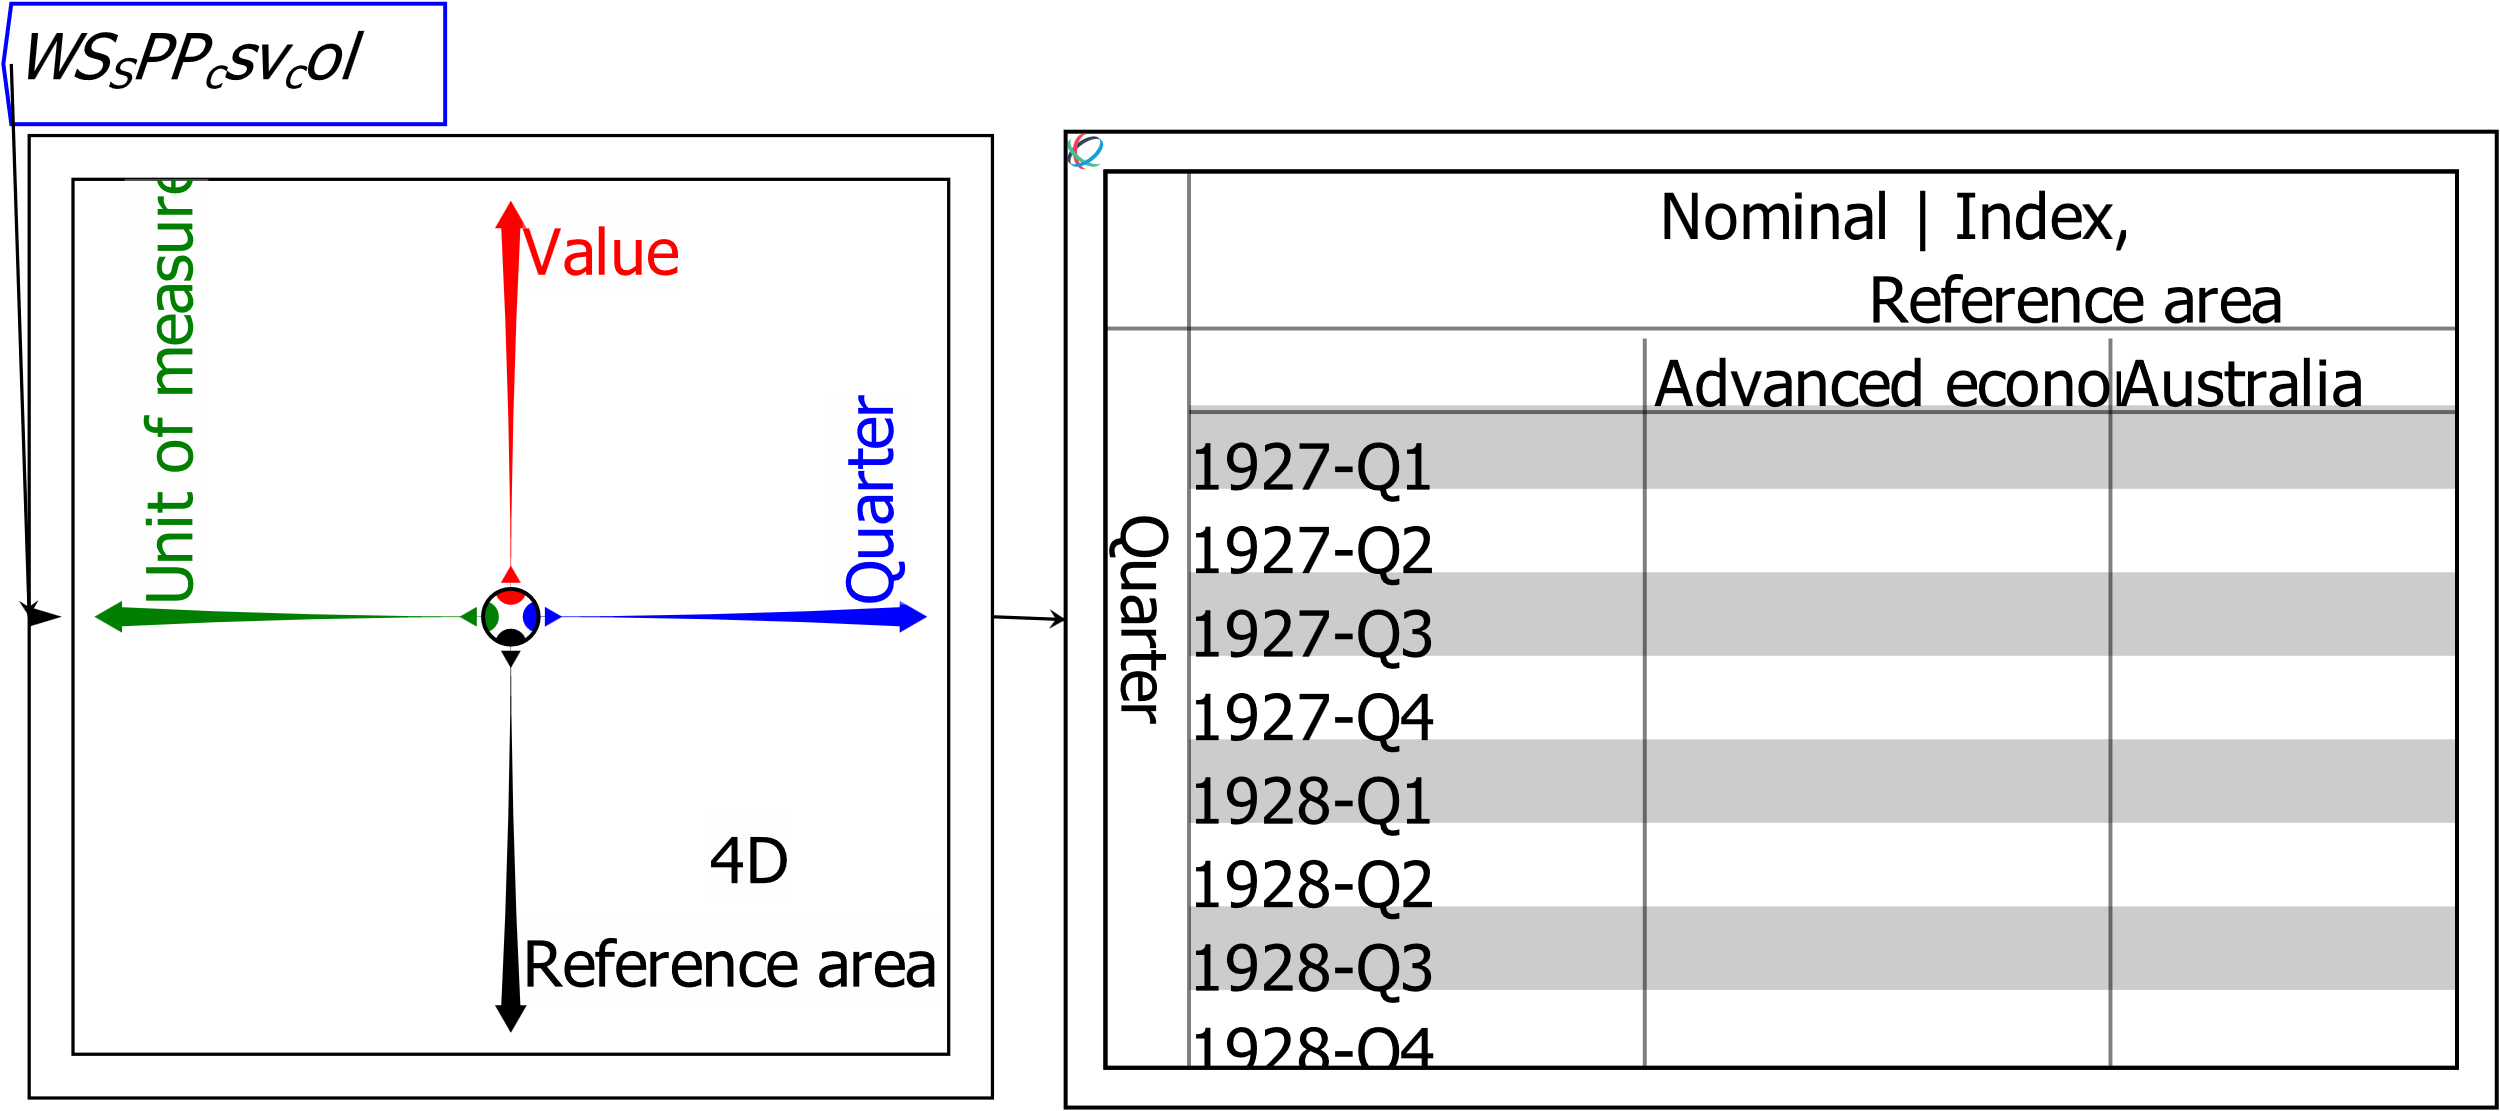 WSSPPcsvcol
Unit of measure
Value
Quarter
4D
Reference area
Nominal | Index,
Reference area
Advanced econo
Australia
Quarter
1927-Q1
1927-Q2
1927-Q3
1927-Q4
1928-Q1
1928-Q2
1928-Q3
1928-Q4